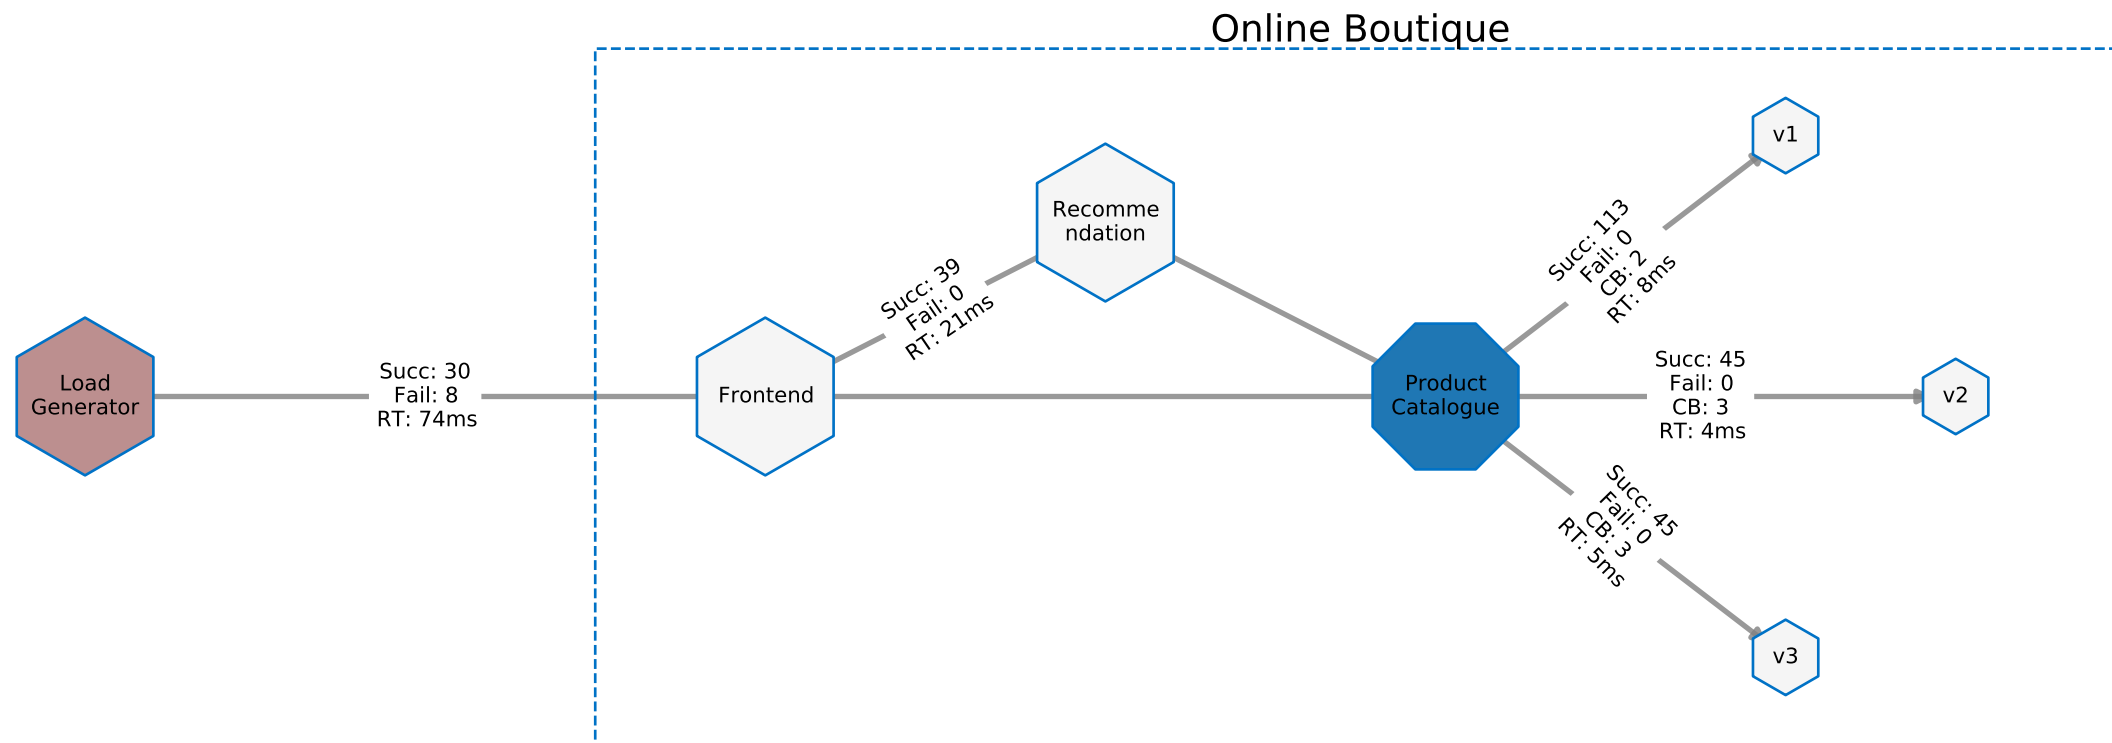 Online Boutique
Load
Generator
Succ: 30
Fail: 8
RT: 74ms
Frontend
Succ: 39
Fail: 0
RT: 21ms
Recomme
ndation
Product
Catalogue
Succ: 113
Fail: 0
CB: 2
RT: 8ms
v1
Succ: 45
Fail: 0
CB: 3
RT: 4ms
v2
Succ: 45
Fail: 0
CB: 3
RT: 5ms
v3